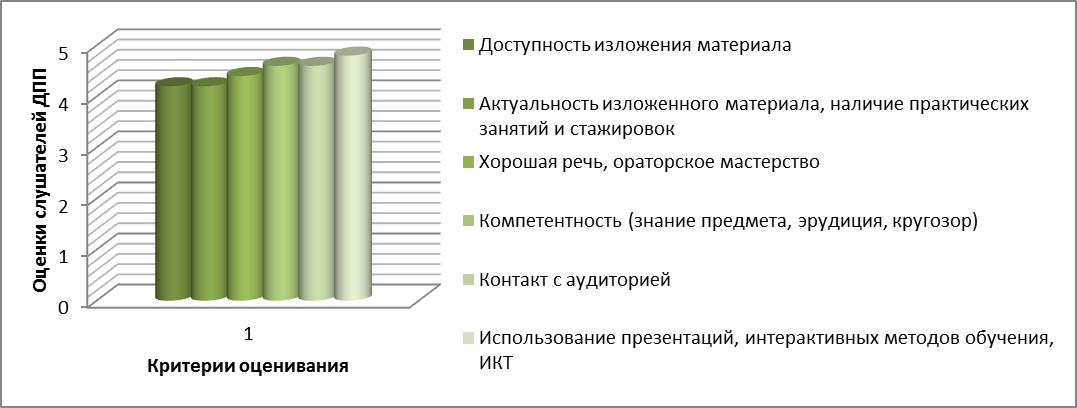 Оценки слушателей ДПП
5
4
3
2
1
0
1
Критерии оценивания
Доступность изложения материала
Актуальность изложенного материала, наличие практических
занятий и стажировок
Хорошая речь, ораторское мастерство
Компетентность (знание предмета, эрудиция, кругозор)
Контакт с аудиторией
Использование презентаций, интерактивных методов обучения,
ИКТ